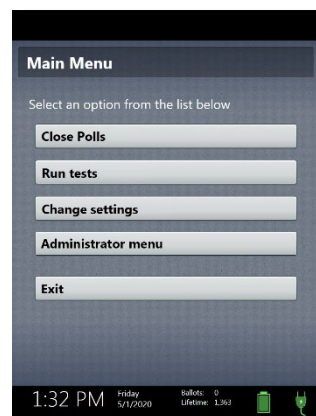 Main Menu
Select an option from the list below
Close Polls
Run tests
Change settings
Administrator menu
Exit
1:32 PM
Friday
5/1/2020
Ballots: 0
Lifetime: 1,363